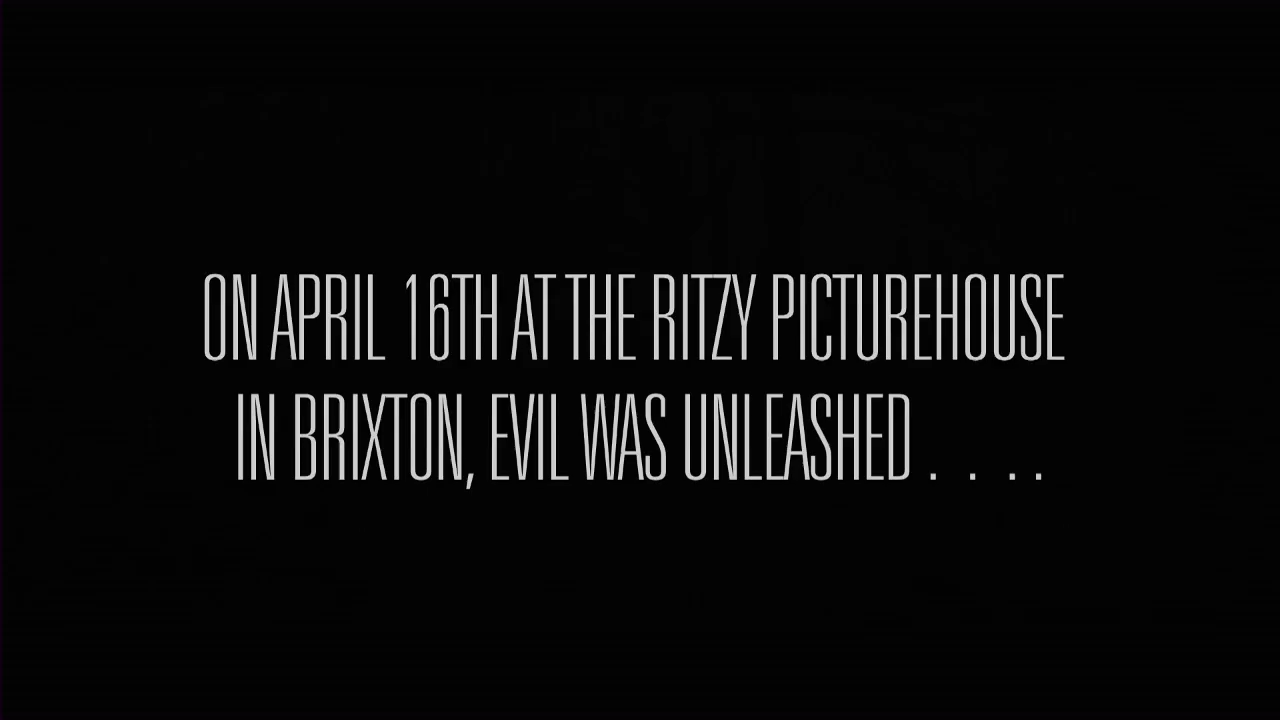 ON APRIL 16TH AT THE RITZY PICTUREHOUSE
IN BRIXTON, EVIL WAS UNLEASHED . . . .